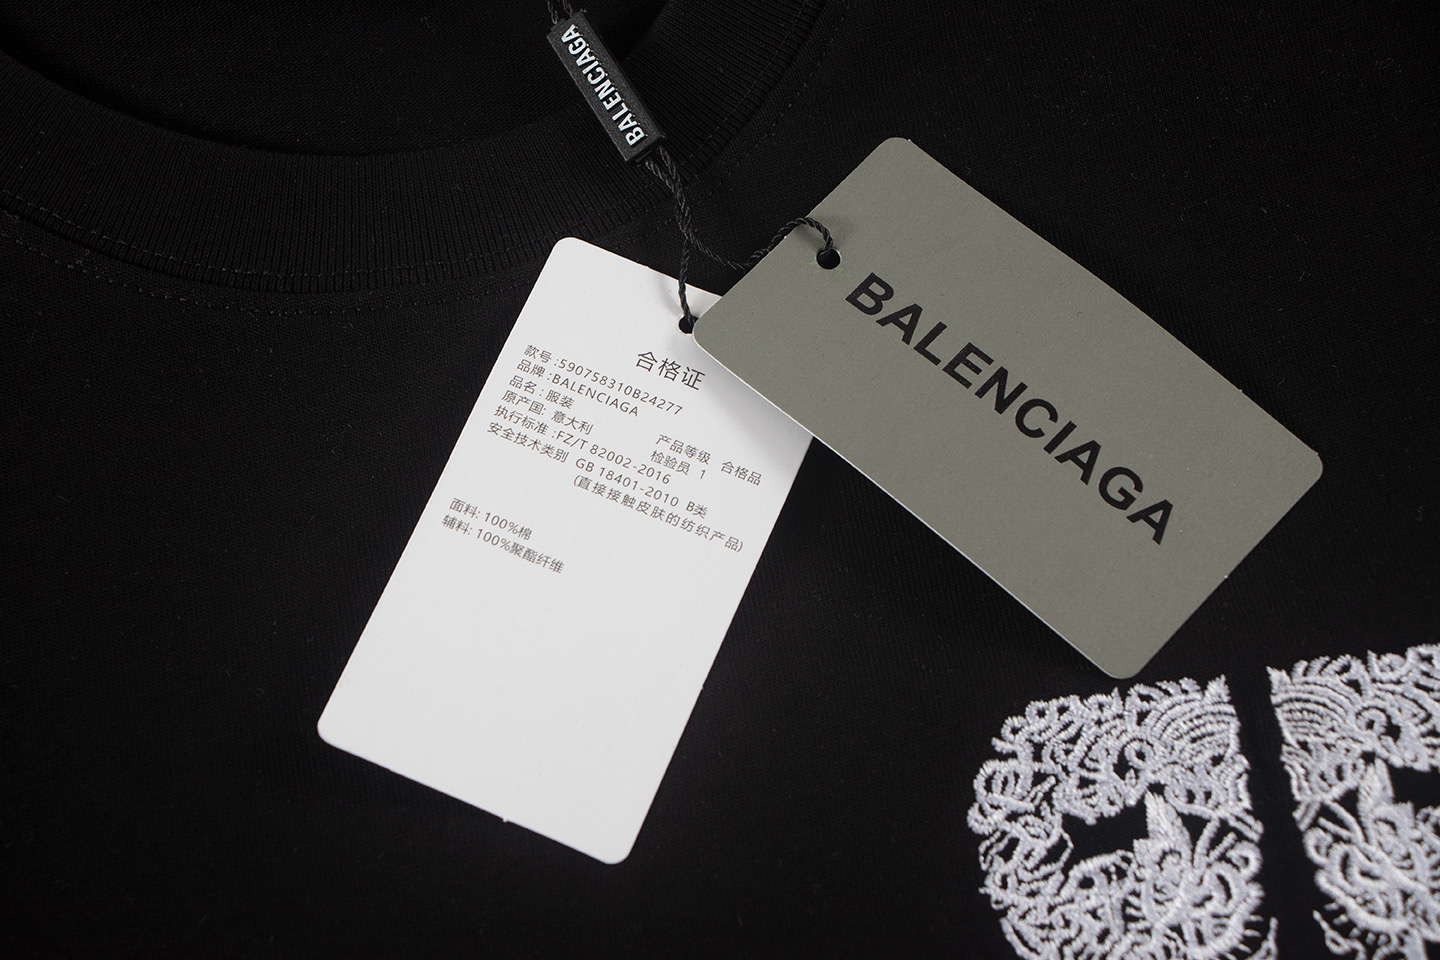 BALENCIAGA
BALENCIAGA
合格证
款号:590758310B24277
品牌:BALENCIAGA
品名:服装
原产国: 意大利 产品等级 合格品
执行标准:FZ/T 82002-2016 检验员 1
安全技术类别 GB 18401-2010 B类
(直接接触皮肤的纺织产品)
面料: 100%棉
辅料: 100%聚酯纤维